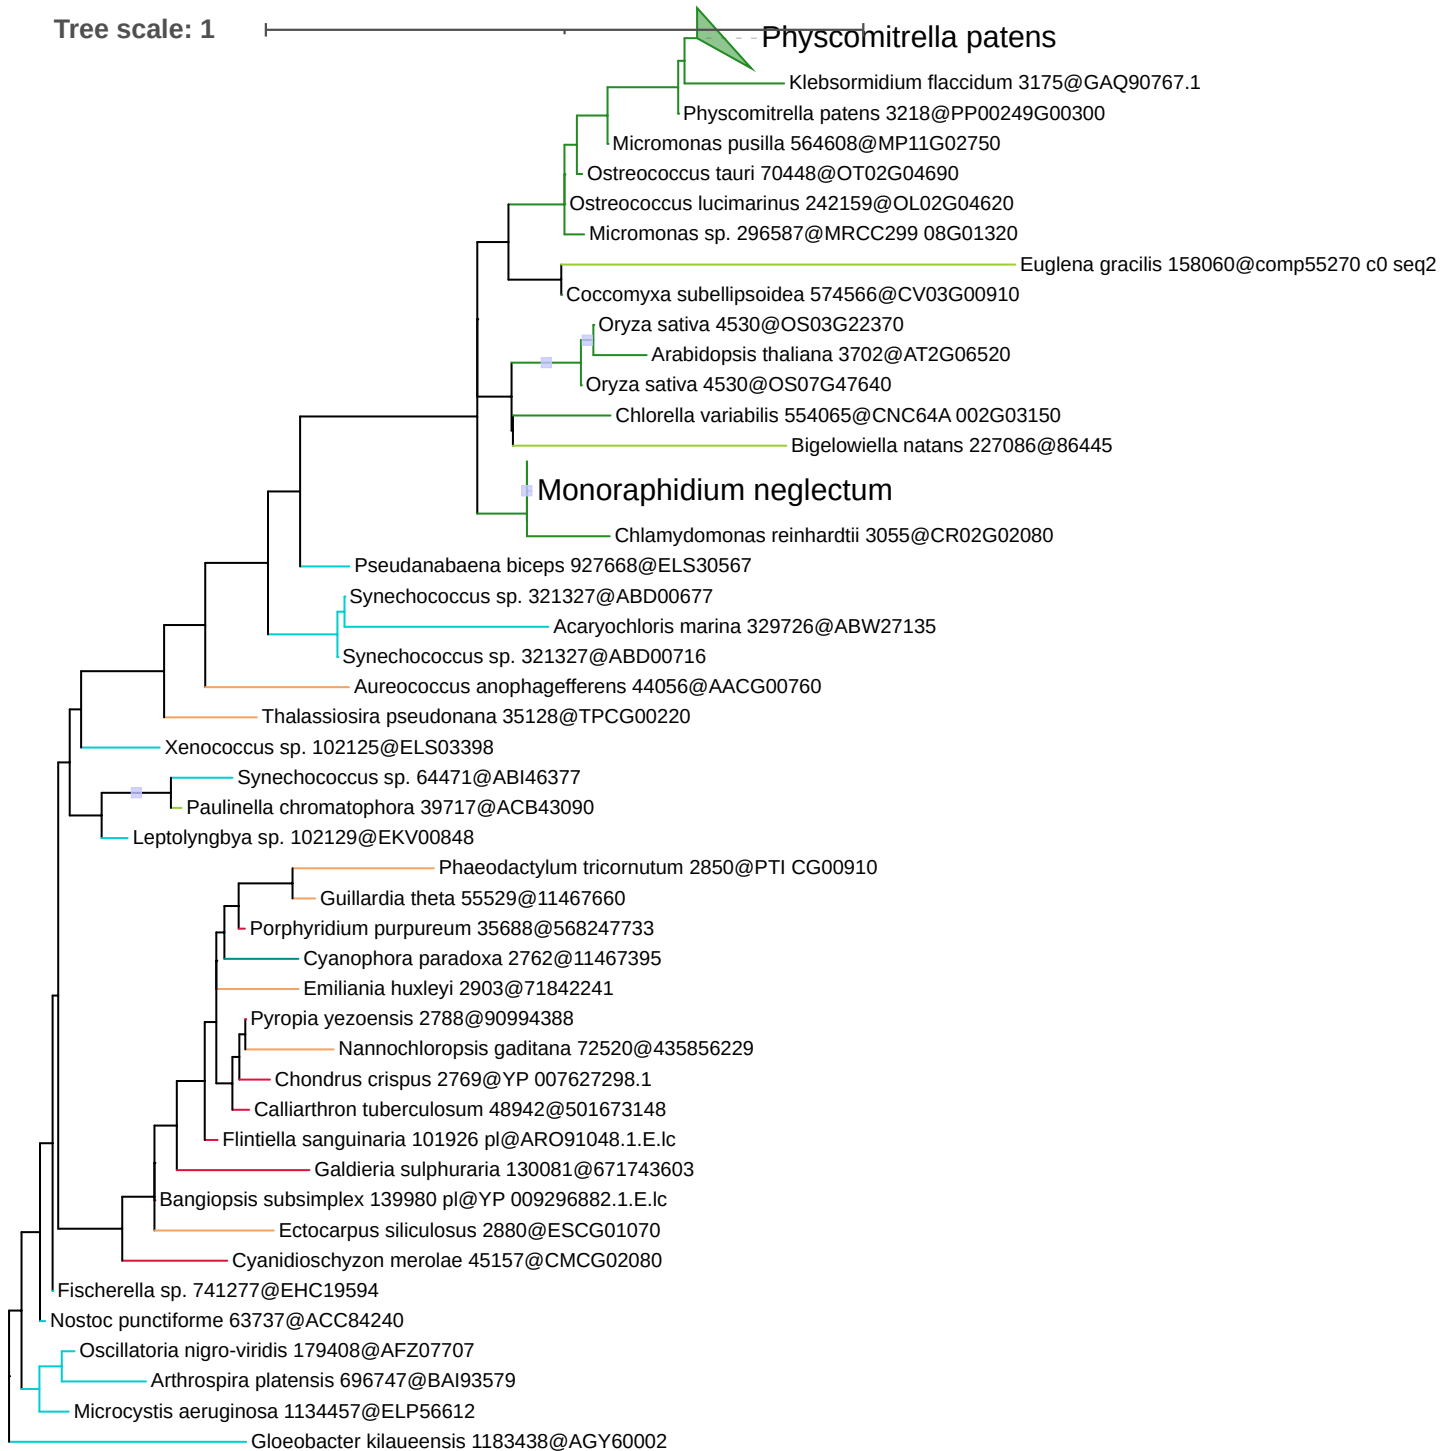 Tree scale: 1
Physcomitrella patens
Klebsormidium flaccidum 3175@GAQ90767.1
Physcomitrella patens 3218@PP00249G00300
Micromonas pusilla 564608@MP11G02750
Ostreococcus tauri 70448@OT02G04690
Ostreococcus lucimarinus 242159@OL02G04620
Micromonas sp. 296587@MRCC299 08G01320
Euglena gracilis 158060@comp55270 c0 seq2
Coccomyxa subellipsoidea 574566@CV03G00910
Oryza sativa 4530@OS03G22370
Arabidopsis thaliana 3702@AT2G06520
Oryza sativa 4530@OS07G47640
Chlorella variabilis 554065@CNC64A 002G03150
Bigelowiella natans 227086@86445
Monoraphidium neglectum
Chlamydomonas reinhardtii 3055@CR02G02080
Pseudanabaena biceps 927668@ELS30567
Synechococcus sp. 321327@ABD00677
Acaryochloris marina 329726@ABW27135
Synechococcus sp. 321327@ABD00716
Aureococcus anophagefferens 44056@AACG00760
Thalassiosira pseudonana 35128@TPCG00220
Xenococcus sp. 102125@ELS03398
Synechococcus sp. 64471@ABI46377
Paulinella chromatophora 39717@ACB43090
Leptolyngbya sp. 102129@EKV00848
Phaeodactylum tricornutum 2850@PTI CG00910
Guillardia theta 55529@11467660
Porphyridium purpureum 35688@568247733
Cyanophora paradoxa 2762@11467395
Emiliania huxleyi 2903@71842241
Pyropia yezoensis 2788@90994388
Nannochloropsis gaditana 72520@435856229
Chondrus crispus 2769@YP 007627298.1
Calliarthron tuberculosum 48942@501673148
Flintiella sanguinaria 101926 pl@ARO91048.1.E.lc
Galdieria sulphuraria 130081@671743603
Bangiopsis subsimplex 139980 pl@YP 009296882.1.E.lc
Ectocarpus siliculosus 2880@ESCG01070
Cyanidioschyzon merolae 45157@CMCG02080
Fischerella sp. 741277@EHC19594
Nostoc punctiforme 63737@ACC84240
Oscillatoria nigro-viridis 179408@AFZ07707
Arthrospira platensis 696747@BAI93579
Microcystis aeruginosa 1134457@ELP56612
Gloeobacter kilaueensis 1183438@AGY60002